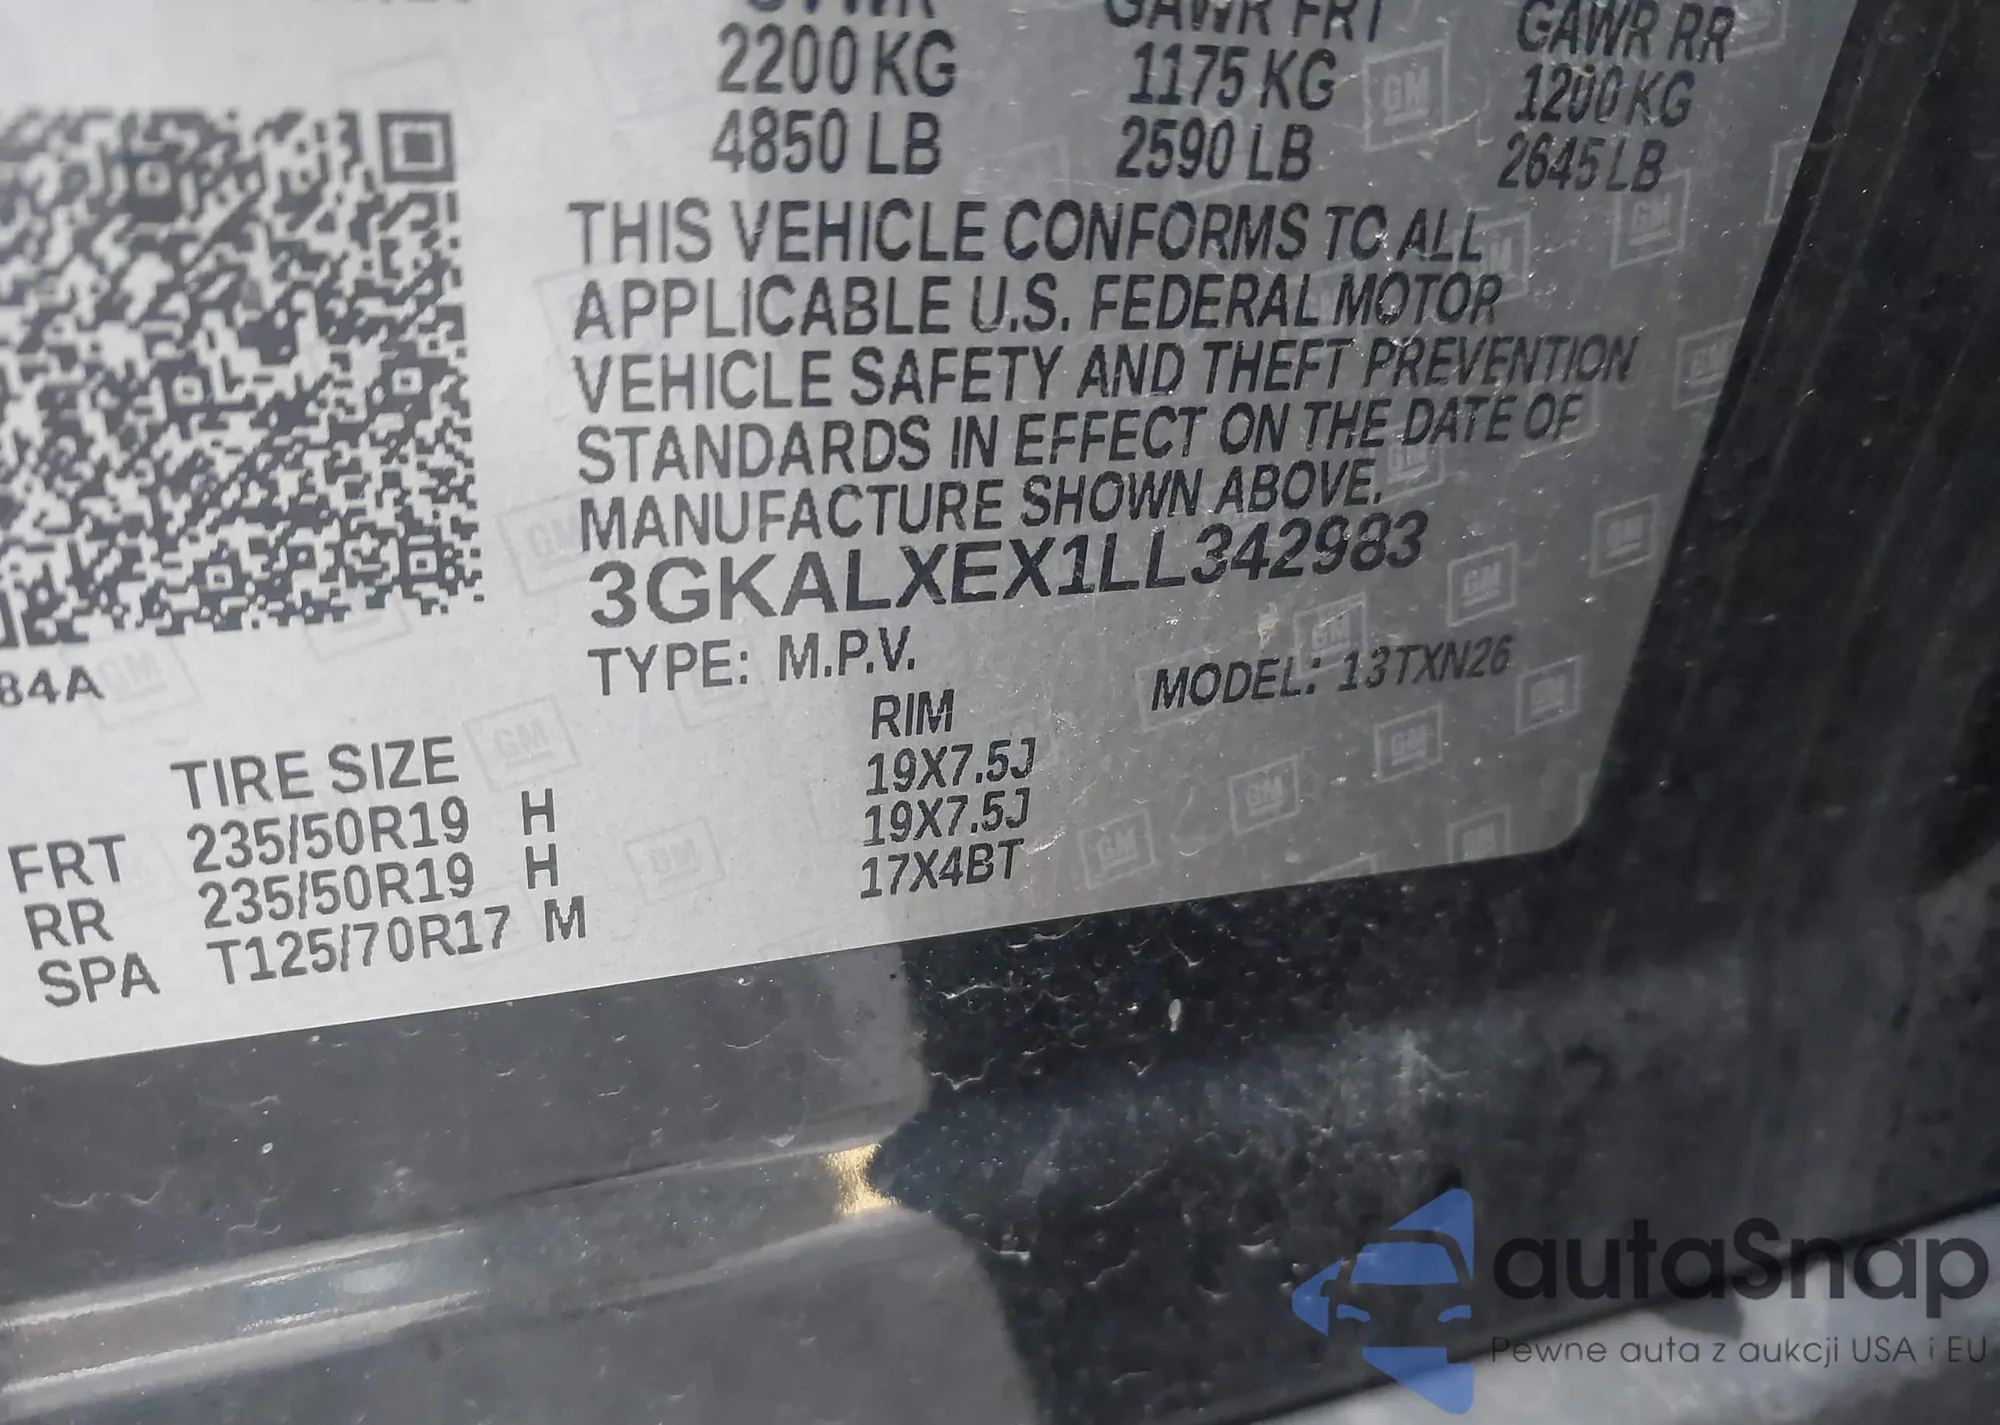 GVWR GAWR FRT GAWR RR
2200 KG 1175 KG 1200 KG
4850 LB 2590 LB 2645 LB
THIS VEHICLE CONFORMS TO ALL
APPLICABLE U.S. FEDERAL MOTOR
VEHICLE SAFETY AND THEFT PREVENTION
STANDARDS IN EFFECT ON THE DATE OF
MANUFACTURE SHOWN ABOVE.
3GKALXEX1LL342983
84A
TYPE: M.P.V. MODEL: 13TXN26
TIRE SIZE RIM
FRT 235/50R19 H 19X7.5J
RR 235/50R19 H 19X7.5J
SPA T125/70R17 M 17X4BT
autaSnap
Pewne auta z aukcji USA i EU